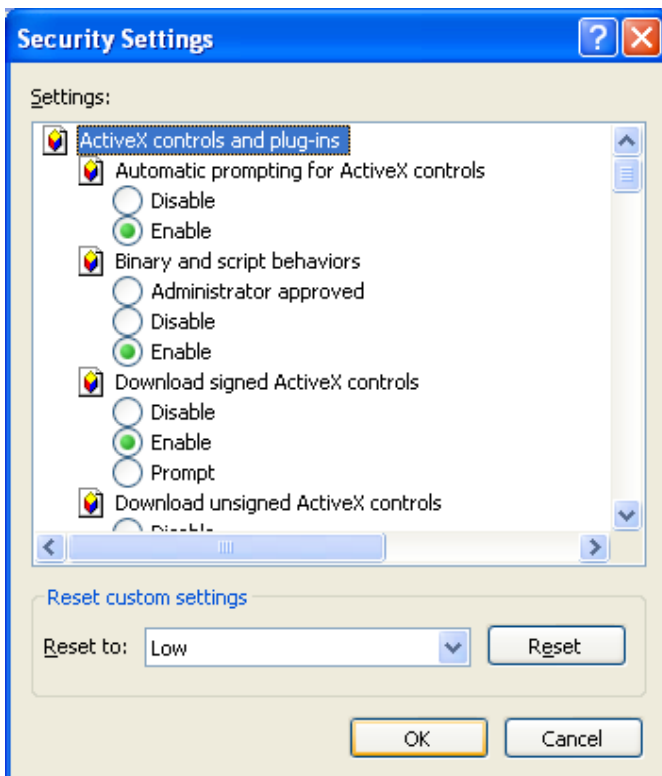 Security Settings
Settings:
ActiveX controls and plug-ins
Automatic prompting for ActiveX controls
Disable
Enable
Binary and script behaviors
Administrator approved
Disable
Enable
Download signed ActiveX controls
Disable
Enable
Prompt
Download unsigned ActiveX controls
Disable
Reset custom settings
Reset to: Low Reset
OK Cancel